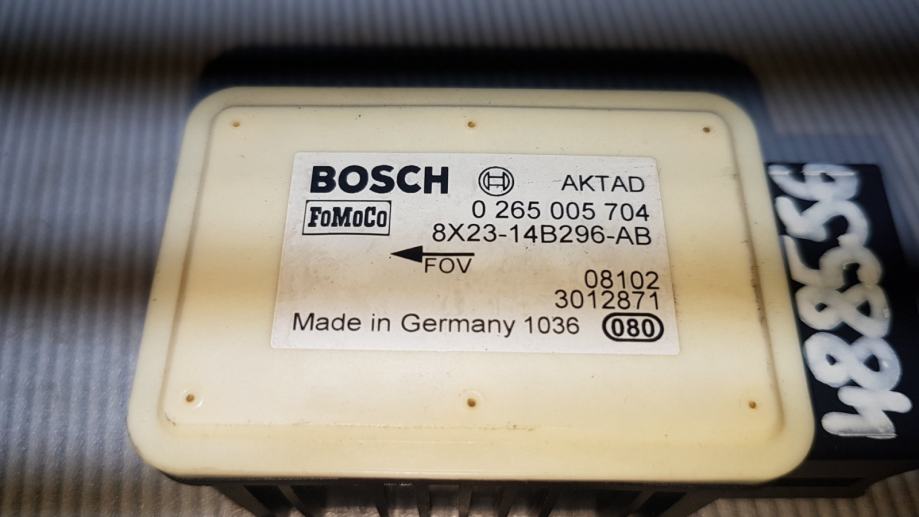 BOSCH AKTAD
0 265 005 704
FoMoCo
8X23-14B296-AB
FOV
08102
3012871
Made in Germany 1036 080
488556